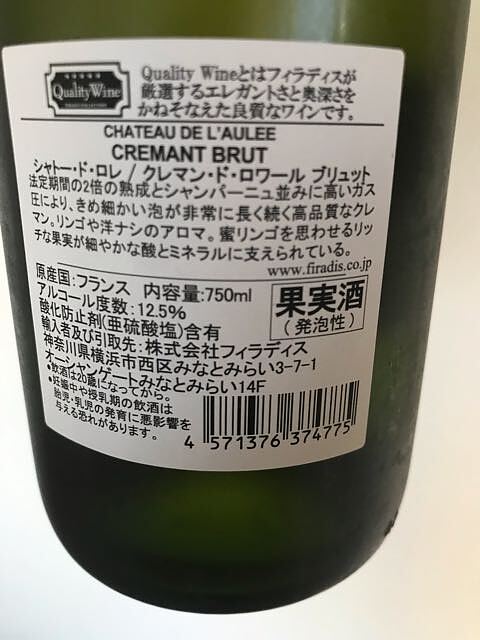 Quality Wine
Quality Wineとはフィラディスが
厳選するエレガントさと奥深さを
かねそなえた良質なワインです。
CHATEAU DE L'AULEE
CREMANT BRUT
シャトー・ド・ロレ / クレマン・ド・ロワール ブリュット
法定期間の2倍の熟成とシャンパーニュ並みに高いガス
圧により、きめ細かい泡が非常に長く続く高品質なクレ
マン。リンゴや洋ナシのアロマ。蜜リンゴを思わせるリッ
チな果実が細やかな酸とミネラルに支えられている。
www.firadis.co.jp
原産国:フランス 内容量:750ml
アルコール度数:12.5%
酸化防止剤(亜硫酸塩)含有
輸入者及び引取先:株式会社フィラディス
神奈川県横浜市西区みなとみらい3-7-1
オーシャンゲートみなとみらい14F
果実酒
(発泡性)
•飲酒は20歳になってから。
•妊娠中や授乳期の飲酒は
胎児・乳児の発育に悪影響を
与える恐れがあります。
4 571376 374775